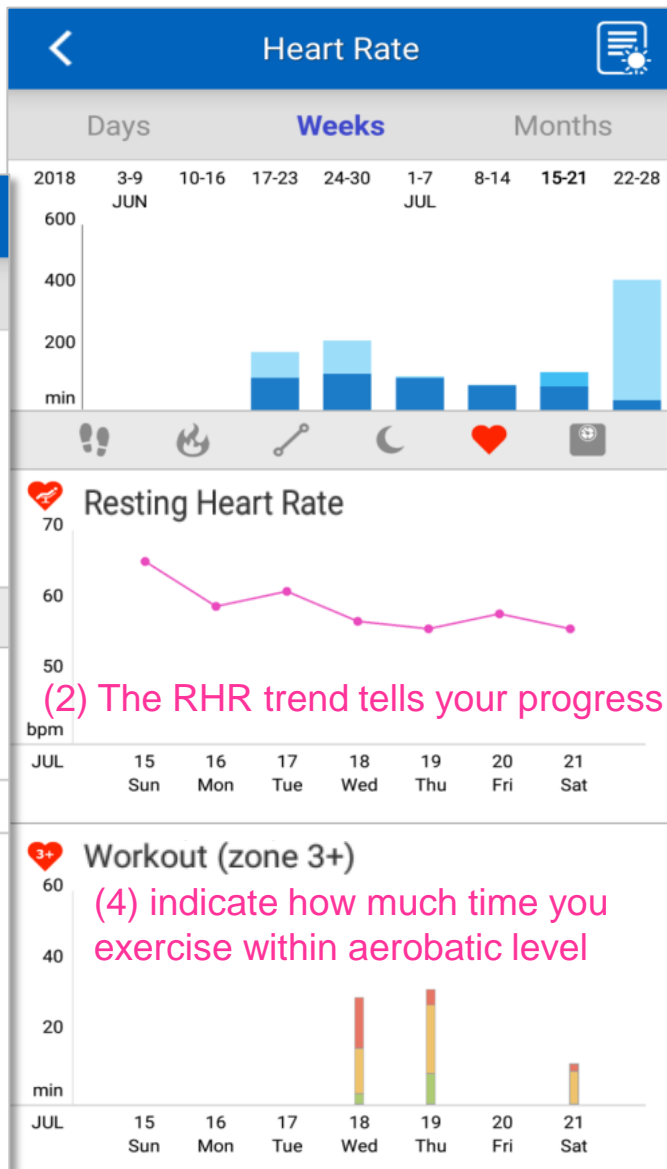 Heart Rate
Days Weeks Months
2018 3-9 10-16 17-23 24-30 1-7 8-14 15-21 22-28
JUN JUL
600
400
200
min
Resting Heart Rate
70
60
50
(2) The RHR trend tells your progress
bpm
JUL 15 16 17 18 19 20 21
Sun Mon Tue Wed Thu Fri Sat
3+ Workout (zone 3+)
60
(4) indicate how much time you
40 exercise within aerobatic level
20
min
JUL 15 16 17 18 19 20 21
Sun Mon Tue Wed Thu Fri Sat